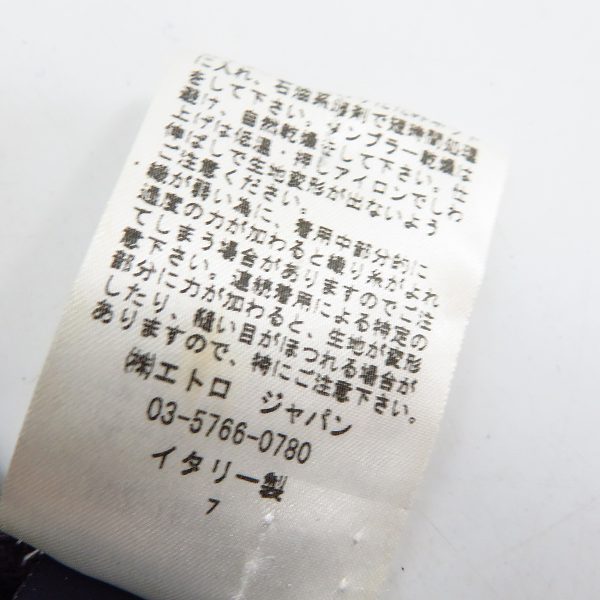 に入れ、石油系溶剤で短時間処理
をして下さい。タンブラー乾燥は
避け、自然乾燥をして下さい。仕
上げは低温・押しアイロンでしわ
伸ばしで生地変形が出ないよう
ご注意ください。
織が弱い為に、着用中部分的に
過度の力が加わると織り糸がよれ
てしまう場合がありますのでご注
意下さい。連続着用による特定の
部分に力が加わると、生地が変形
したり、縫い目がほつれる場合が
ありますので、特にご注意下さい。
㈱エトロ ジャパン
03-5766-0780
イタリー製
7